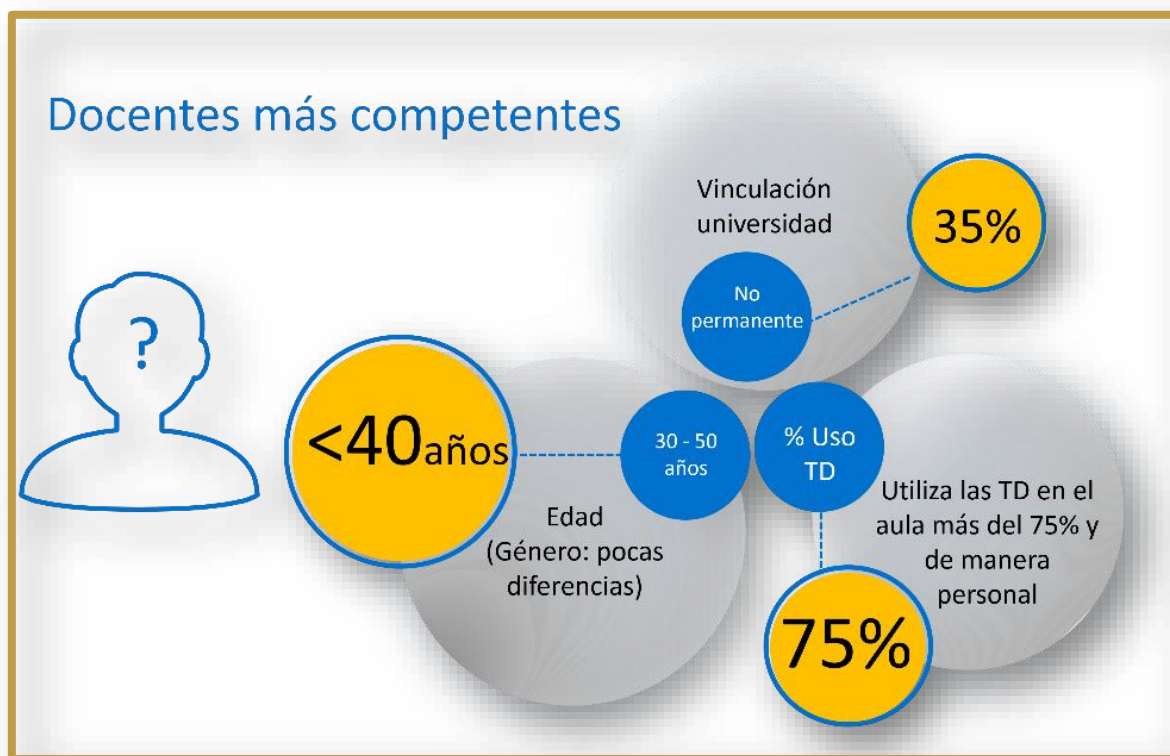 Docentes más competentes
Vinculación
universidad
35%
No
permanente
?
<40años
30 - 50
años
% Uso
TD
Edad
(Género: pocas
diferencias)
Utiliza las TD en el
aula más del 75% y
de manera
personal
75%